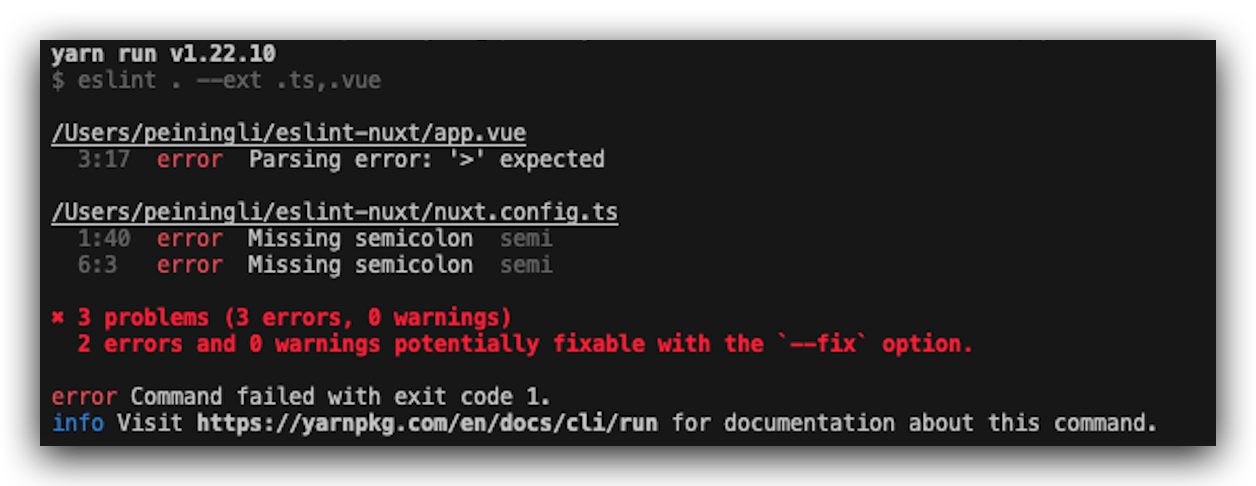 yarn run v1.22.10
$ eslint . --ext .ts,.vue
/Users/peiningli/eslint-nuxt/app.vue
3:17 error Parsing error: '>' expected
/Users/peiningli/eslint-nuxt/nuxt.config.ts
1:40 error Missing semicolon semi
6:3 error Missing semicolon semi
✖ 3 problems (3 errors, 0 warnings)
2 errors and 0 warnings potentially fixable with the `--fix` option.
error Command failed with exit code 1.
info Visit https://yarnpkg.com/en/docs/cli/run for documentation about this command.